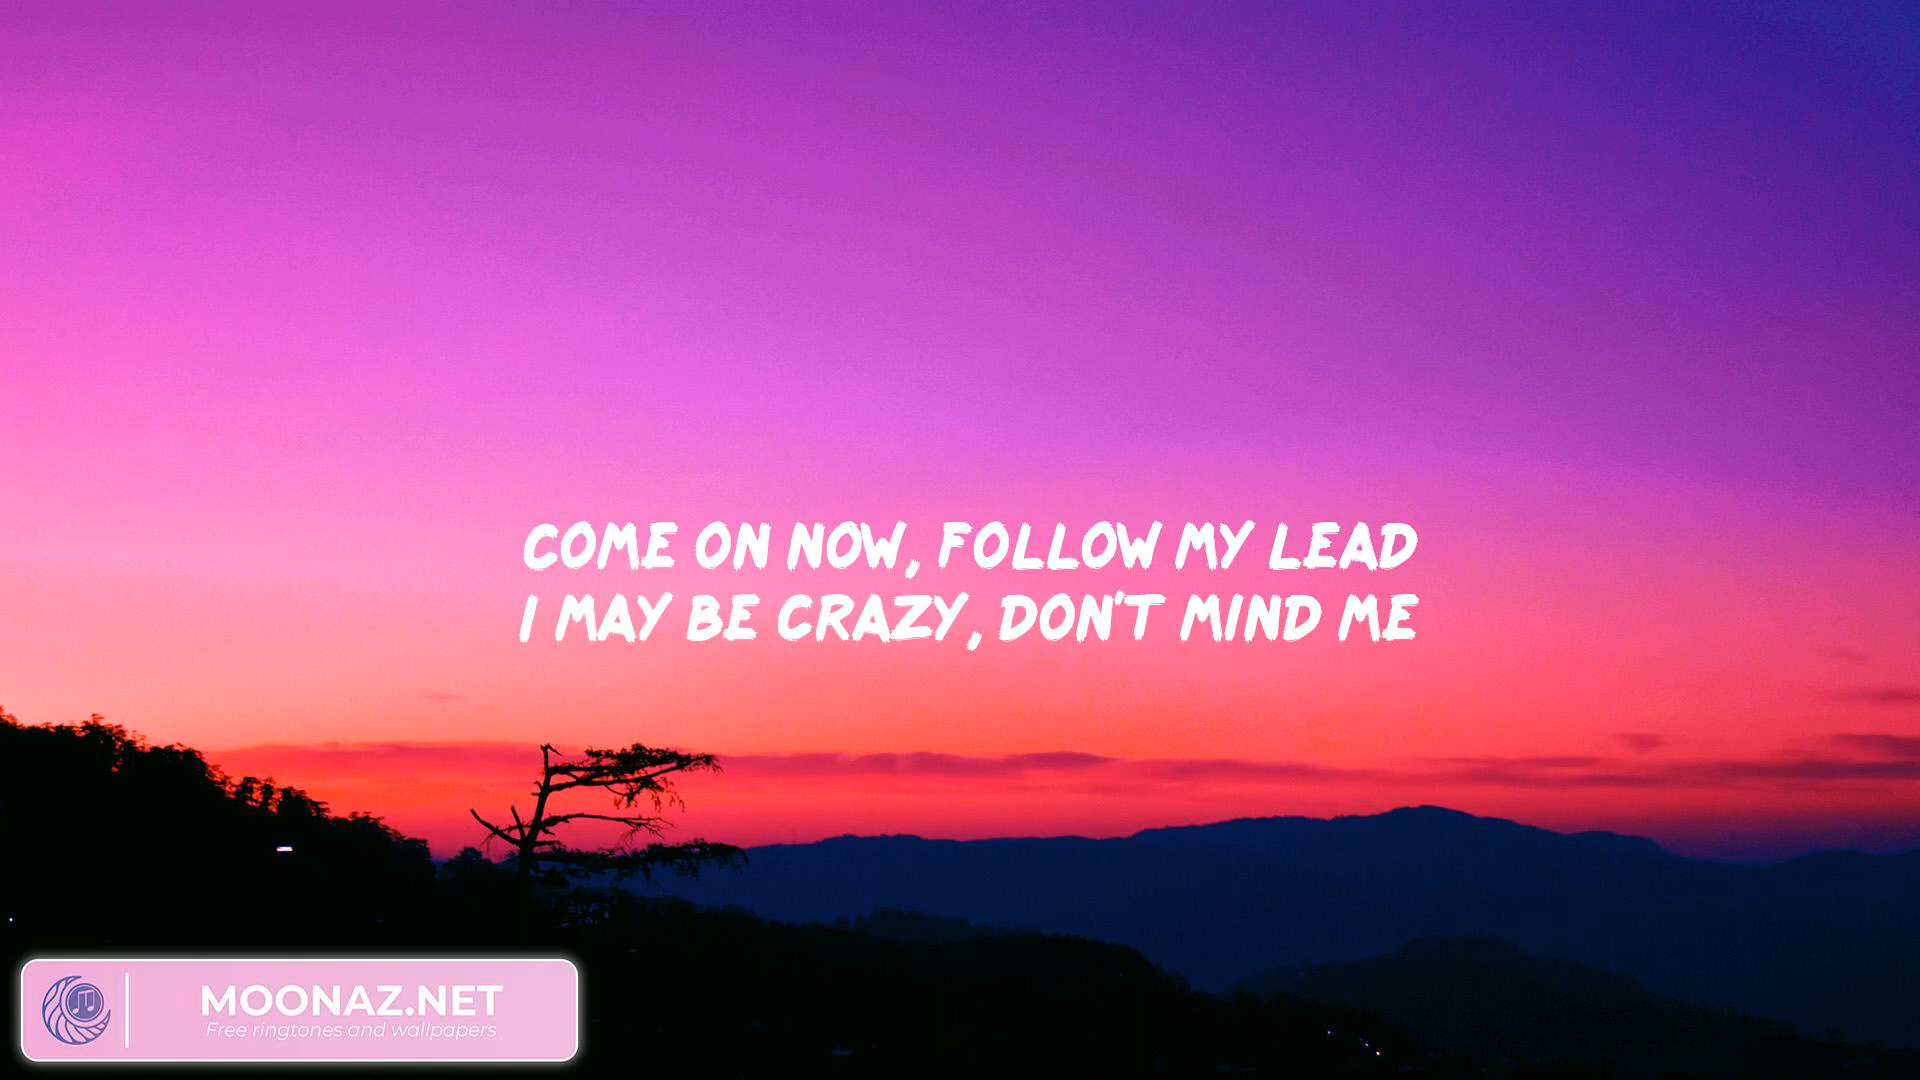 COME ON NOW, FOLLOW MY LEAD
I MAY BE CRAZY, DON'T MIND ME
MOONAZ.NET
Free ringtones and wallpapers